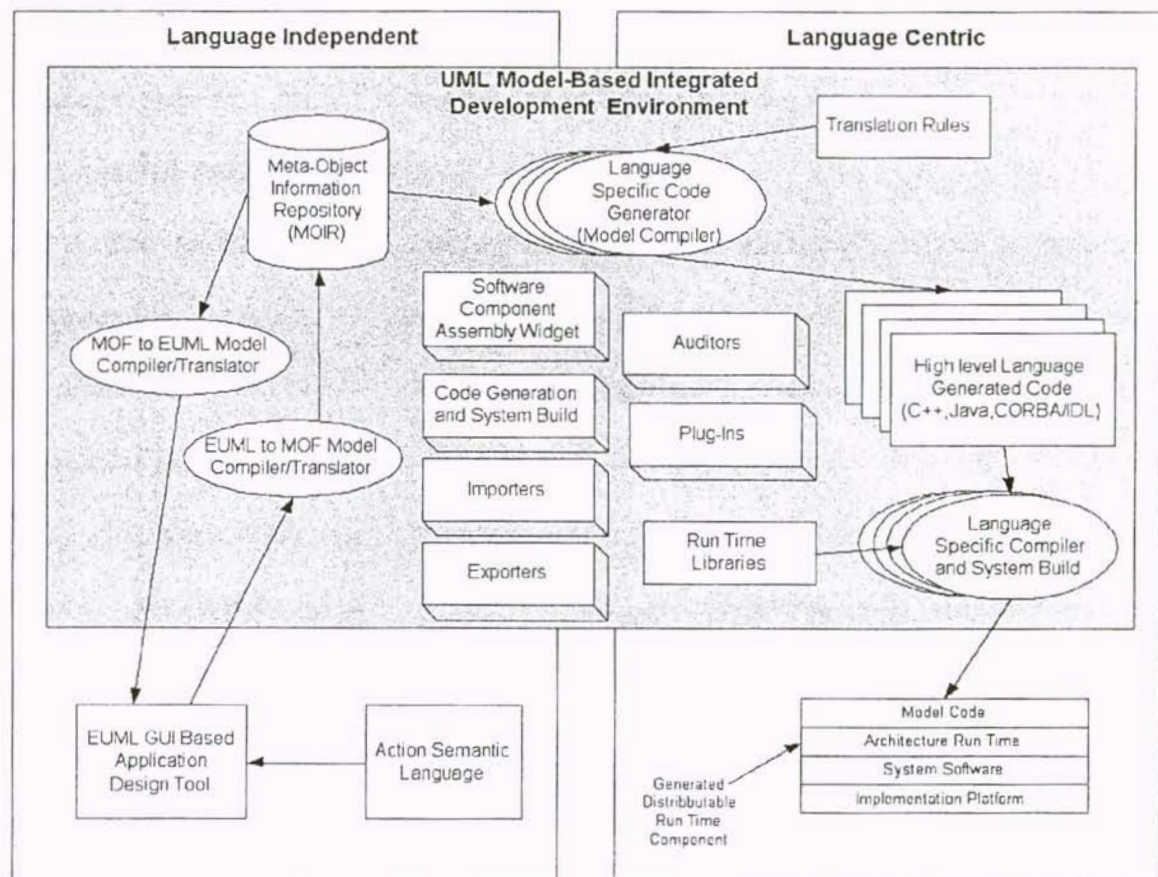 Language Independent
Language Centric
UML Model-Based Integrated
Development Environment
Translation Rules
Meta-Object
Information
Repository
(MOIR)
Language
Specific Code
Generator
(Model Compiler)
Software
Component
Assembly Widget
Auditors
MOF to EUML Model
Compiler/Translator
High level Language
Generated Code
(C++,Java,CORBA/IDL)
Code Generation
and System Build
Plug-Ins
EUML to MOF Model
Compiler/Translator
Importers
Run Time
Libraries
Language
Specific Compiler
and System Build
Exporters
EUML GUI Based
Application
Design Tool
Action Semantic
Language
Model Code
Architecture Run Time
System Software
Implementation Platform
Generated
Distribbutable
Run Time
Component